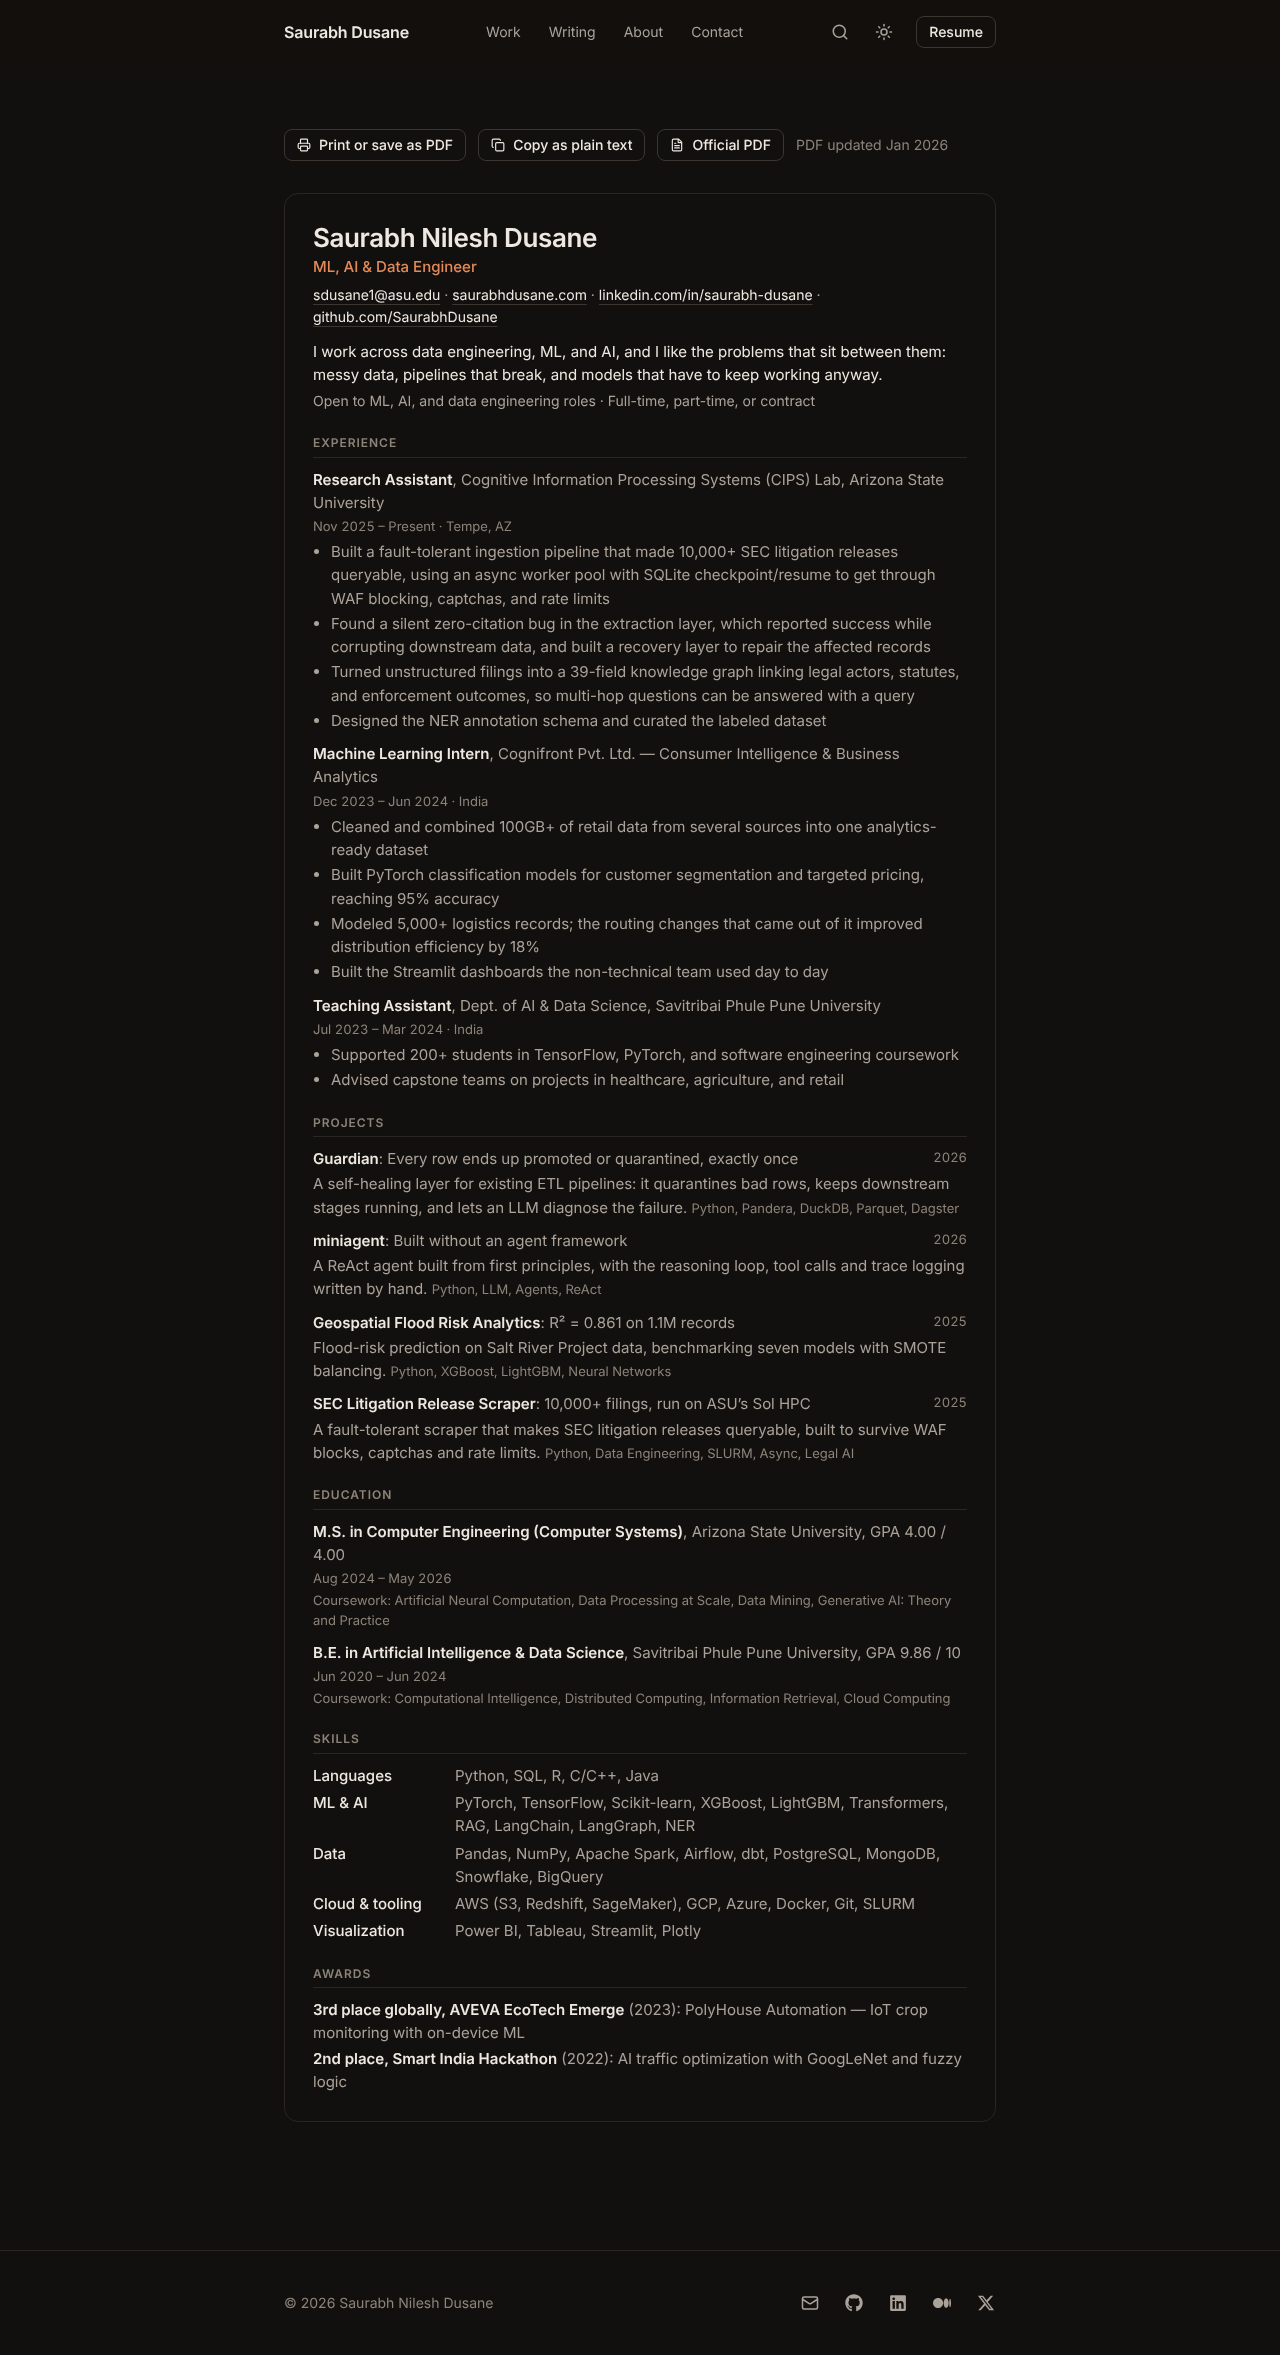 Saurabh Dusane
Work Writing About Contact
Resume
Print or save as PDF
Copy as plain text
Official PDF
PDF updated Jan 2026
Saurabh Nilesh Dusane
ML, AI & Data Engineer
sdusane1@asu.edu · saurabhdusane.com · linkedin.com/in/saurabh-dusane ·
github.com/SaurabhDusane
I work across data engineering, ML, and AI, and I like the problems that sit between them:
messy data, pipelines that break, and models that have to keep working anyway.
Open to ML, AI, and data engineering roles · Full-time, part-time, or contract
EXPERIENCE
Research Assistant, Cognitive Information Processing Systems (CIPS) Lab, Arizona State
University
Nov 2025 – Present · Tempe, AZ
• Built a fault-tolerant ingestion pipeline that made 10,000+ SEC litigation releases
queryable, using an async worker pool with SQLite checkpoint/resume to get through
WAF blocking, captchas, and rate limits
• Found a silent zero-citation bug in the extraction layer, which reported success while
corrupting downstream data, and built a recovery layer to repair the affected records
• Turned unstructured filings into a 39-field knowledge graph linking legal actors, statutes,
and enforcement outcomes, so multi-hop questions can be answered with a query
• Designed the NER annotation schema and curated the labeled dataset
Machine Learning Intern, Cognifront Pvt. Ltd. — Consumer Intelligence & Business
Analytics
Dec 2023 – Jun 2024 · India
• Cleaned and combined 100GB+ of retail data from several sources into one analytics-
ready dataset
• Built PyTorch classification models for customer segmentation and targeted pricing,
reaching 95% accuracy
• Modeled 5,000+ logistics records; the routing changes that came out of it improved
distribution efficiency by 18%
• Built the Streamlit dashboards the non-technical team used day to day
Teaching Assistant, Dept. of AI & Data Science, Savitribai Phule Pune University
Jul 2023 – Mar 2024 · India
• Supported 200+ students in TensorFlow, PyTorch, and software engineering coursework
• Advised capstone teams on projects in healthcare, agriculture, and retail
PROJECTS
Guardian: Every row ends up promoted or quarantined, exactly once 2026
A self-healing layer for existing ETL pipelines: it quarantines bad rows, keeps downstream
stages running, and lets an LLM diagnose the failure. Python, Pandera, DuckDB, Parquet, Dagster
miniagent: Built without an agent framework 2026
A ReAct agent built from first principles, with the reasoning loop, tool calls and trace logging
written by hand. Python, LLM, Agents, ReAct
Geospatial Flood Risk Analytics: R² = 0.861 on 1.1M records 2025
Flood-risk prediction on Salt River Project data, benchmarking seven models with SMOTE
balancing. Python, XGBoost, LightGBM, Neural Networks
SEC Litigation Release Scraper: 10,000+ filings, run on ASU’s Sol HPC 2025
A fault-tolerant scraper that makes SEC litigation releases queryable, built to survive WAF
blocks, captchas and rate limits. Python, Data Engineering, SLURM, Async, Legal AI
EDUCATION
M.S. in Computer Engineering (Computer Systems), Arizona State University, GPA 4.00 /
4.00
Aug 2024 – May 2026
Coursework: Artificial Neural Computation, Data Processing at Scale, Data Mining, Generative AI: Theory
and Practice
B.E. in Artificial Intelligence & Data Science, Savitribai Phule Pune University, GPA 9.86 / 10
Jun 2020 – Jun 2024
Coursework: Computational Intelligence, Distributed Computing, Information Retrieval, Cloud Computing
SKILLS
Languages Python, SQL, R, C/C++, Java
ML & AI PyTorch, TensorFlow, Scikit-learn, XGBoost, LightGBM, Transformers,
RAG, LangChain, LangGraph, NER
Data Pandas, NumPy, Apache Spark, Airflow, dbt, PostgreSQL, MongoDB,
Snowflake, BigQuery
Cloud & tooling AWS (S3, Redshift, SageMaker), GCP, Azure, Docker, Git, SLURM
Visualization Power BI, Tableau, Streamlit, Plotly
AWARDS
3rd place globally, AVEVA EcoTech Emerge (2023): PolyHouse Automation — IoT crop
monitoring with on-device ML
2nd place, Smart India Hackathon (2022): AI traffic optimization with GoogLeNet and fuzzy
logic
© 2026 Saurabh Nilesh Dusane